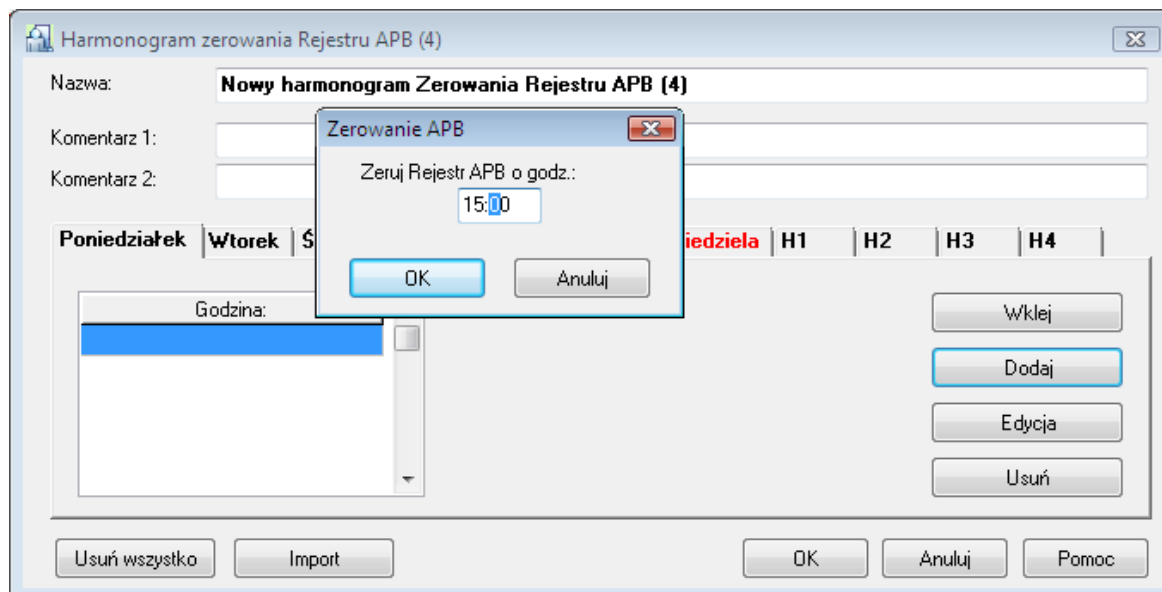 Harmonogram zerowania Rejestru APB (4)
Nazwa: Nowy harmonogram Zerowania Rejestru APB (4)
Zerowanie APB
Komentarz 1:
Zeruj Rejestr APB o godz.:
Komentarz 2:
15:00
Poniedziałek Wtorek Ś iedziela H1 H2 H3 H4
OK Anuluj
Godzina:
Wklej
Dodaj
Edycja
Usuń
Usuń wszystko Import OK Anuluj Pomoc